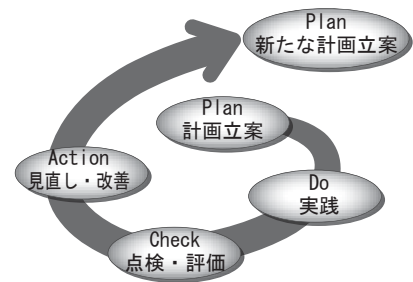 Plan
新たな計画立案
Plan
計画立案
Action
見直し・改善
Do
実践
Check
点検・評価